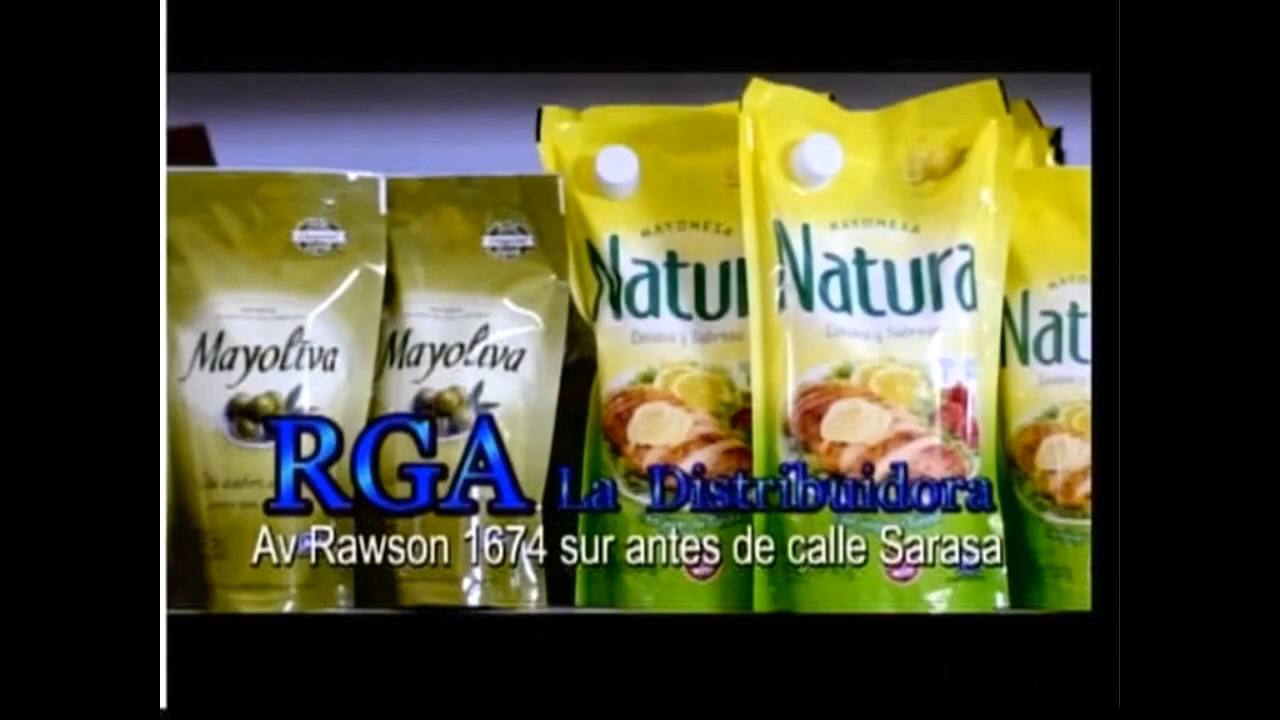 MAYONESA
MAYONESA
Natur
Natura
Nat
Mayoliva
Mayoliva
RGA La Distribuidora
Av Rawson 1674 sur antes de calle Sarasa